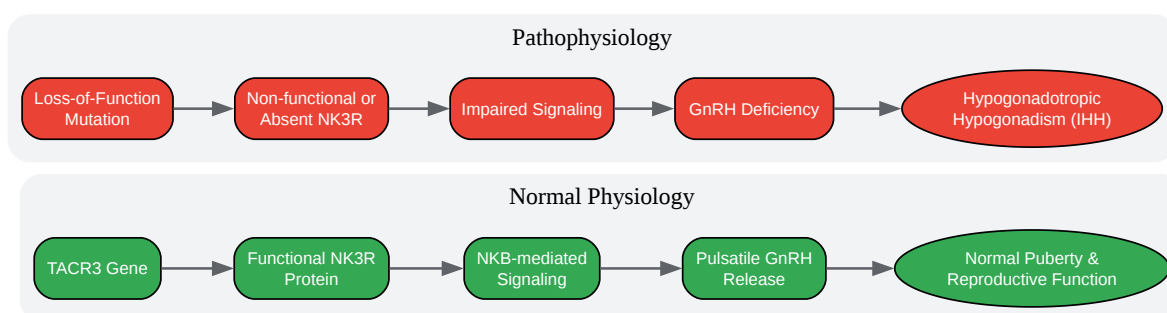 Pathophysiology
Loss-of-Function
Mutation
Non-functional or
Absent NK3R
Impaired Signaling
GnRH Deficiency
Hypogonadotropic
Hypogonadism (IHH)
Normal Physiology
TACR3 Gene
Functional NK3R
Protein
NKB-mediated
Signaling
Pulsatile GnRH
Release
Normal Puberty &
Reproductive Function